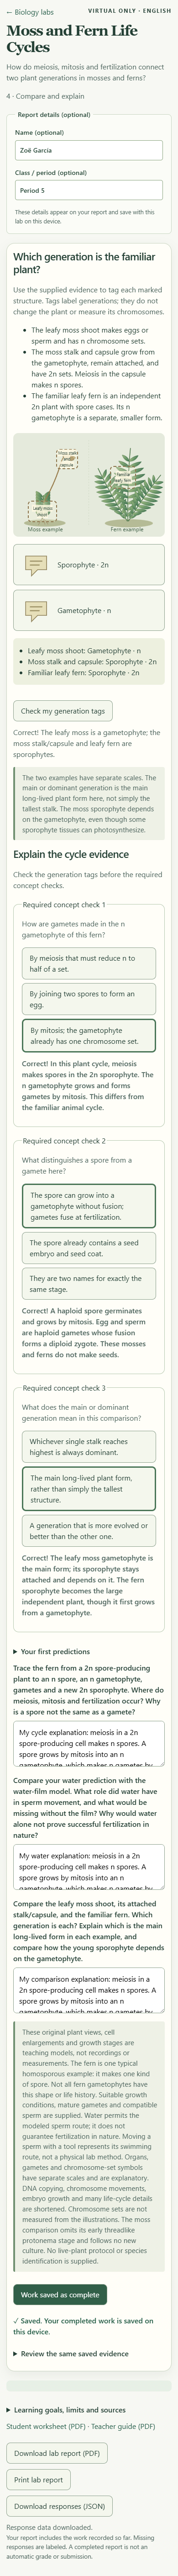 ← Biology labs
VIRTUAL ONLY · ENGLISH
Moss and Fern Life
Cycles
How do meiosis, mitosis and fertilization connect
two plant generations in mosses and ferns?
4 · Compare and explain
Report details (optional)
Name (optional)
Zoë García
Class / period (optional)
Period 5
These details appear on your report and save with this
lab on this device.
Which generation is the familiar
plant?
Use the supplied evidence to tag each marked
structure. Tags label generations; they do not
change the plant or measure its chromosomes.
• The leafy moss shoot makes eggs or
sperm and has n chromosome sets.
• The moss stalk and capsule grow from
the gametophyte, remain attached, and
have 2n sets. Meiosis in the capsule
makes n spores.
• The familiar leafy fern is an independent
2n plant with spore cases. Its n
gametophyte is a separate, smaller form.
Moss example
Fern example
Sporophyte · 2n
Gametophyte · n
• Leafy moss shoot: Gametophyte · n
• Moss stalk and capsule: Sporophyte · 2n
• Familiar leafy fern: Sporophyte · 2n
Check my generation tags
Correct! The leafy moss is a gametophyte; the
moss stalk/capsule and leafy fern are
sporophytes.
The two examples have separate scales. The
main or dominant generation is the main
long-lived plant form here, not simply the
tallest stalk. The moss sporophyte depends
on the gametophyte, even though some
sporophyte tissues can photosynthesize.
Explain the cycle evidence
Check the generation tags before the required
concept checks.
Required concept check 1
How are gametes made in the n
gametophyte of this fern?
By meiosis that must reduce n to
half of a set.
By joining two spores to form an
egg.
By mitosis; the gametophyte
already has one chromosome set.
Correct! In this plant cycle, meiosis
makes spores in the 2n sporophyte. The
n gametophyte grows and forms
gametes by mitosis. This differs from
the familiar animal cycle.
Required concept check 2
What distinguishes a spore from a
gamete here?
The spore can grow into a
gametophyte without fusion;
gametes fuse at fertilization.
The spore already contains a seed
embryo and seed coat.
They are two names for exactly the
same stage.
Correct! A haploid spore germinates
and grows by mitosis. Egg and sperm
are haploid gametes whose fusion
forms a diploid zygote. These mosses
and ferns do not make seeds.
Required concept check 3
What does the main or dominant
generation mean in this comparison?
Whichever single stalk reaches
highest is always dominant.
The main long-lived plant form,
rather than simply the tallest
structure.
A generation that is more evolved or
better than the other one.
Correct! The leafy moss gametophyte is
the main form; its sporophyte stays
attached and depends on it. The fern
sporophyte becomes the large
independent plant, though it first grows
from a gametophyte.
▶ Your first predictions
Trace the fern from a 2n spore-producing
plant to an n spore, an n gametophyte,
gametes and a new 2n sporophyte. Where do
meiosis, mitosis and fertilization occur? Why
is a spore not the same as a gamete?
My cycle explanation: meiosis in a 2n
spore-producing cell makes n spores. A
spore grows by mitosis into an n
gametophyte, which makes n gametes by
Compare your water prediction with the
water-film model. What role did water have
in sperm movement, and what would be
missing without the film? Why would water
alone not prove successful fertilization in
nature?
My water explanation: meiosis in a 2n
spore-producing cell makes n spores. A
spore grows by mitosis into an n
gametophyte, which makes n gametes by
Compare the leafy moss shoot, its attached
stalk/capsule, and the familiar fern. Which
generation is each? Explain which is the main
long-lived form in each example, and
compare how the young sporophyte depends
on the gametophyte.
My comparison explanation: meiosis in a
2n spore-producing cell makes n spores. A
spore grows by mitosis into an n
gametophyte, which makes n gametes by
These original plant views, cell
enlargements and growth stages are
teaching models, not recordings or
measurements. The fern is one typical
homosporous example: it makes one kind
of spore. Not all fern gametophytes have
this shape or life history. Suitable growth
conditions, mature gametes and compatible
sperm are supplied. Water permits the
modeled sperm route; it does not
guarantee fertilization in nature. Moving a
sperm with a tool represents its swimming
route, not a physical lab method. Organs,
gametes and chromosome-set symbols
have separate scales and are explanatory.
DNA copying, chromosome movements,
embryo growth and many life-cycle details
are shortened. Chromosome sets are not
measured from the illustrations. The moss
comparison omits its early threadlike
protonema stage and follows no new
culture. No live-plant protocol or species
identification is supplied.
Work saved as complete
✓ Saved. Your completed work is saved on
this device.
▶ Review the same saved evidence
▶ Learning goals, limits and sources
Student worksheet (PDF) · Teacher guide (PDF)
Download lab report (PDF)
Print lab report
Download responses (JSON)
Response data downloaded.
Your report includes the work recorded so far. Missing
responses are labeled. A completed report is not an
automatic grade or submission.